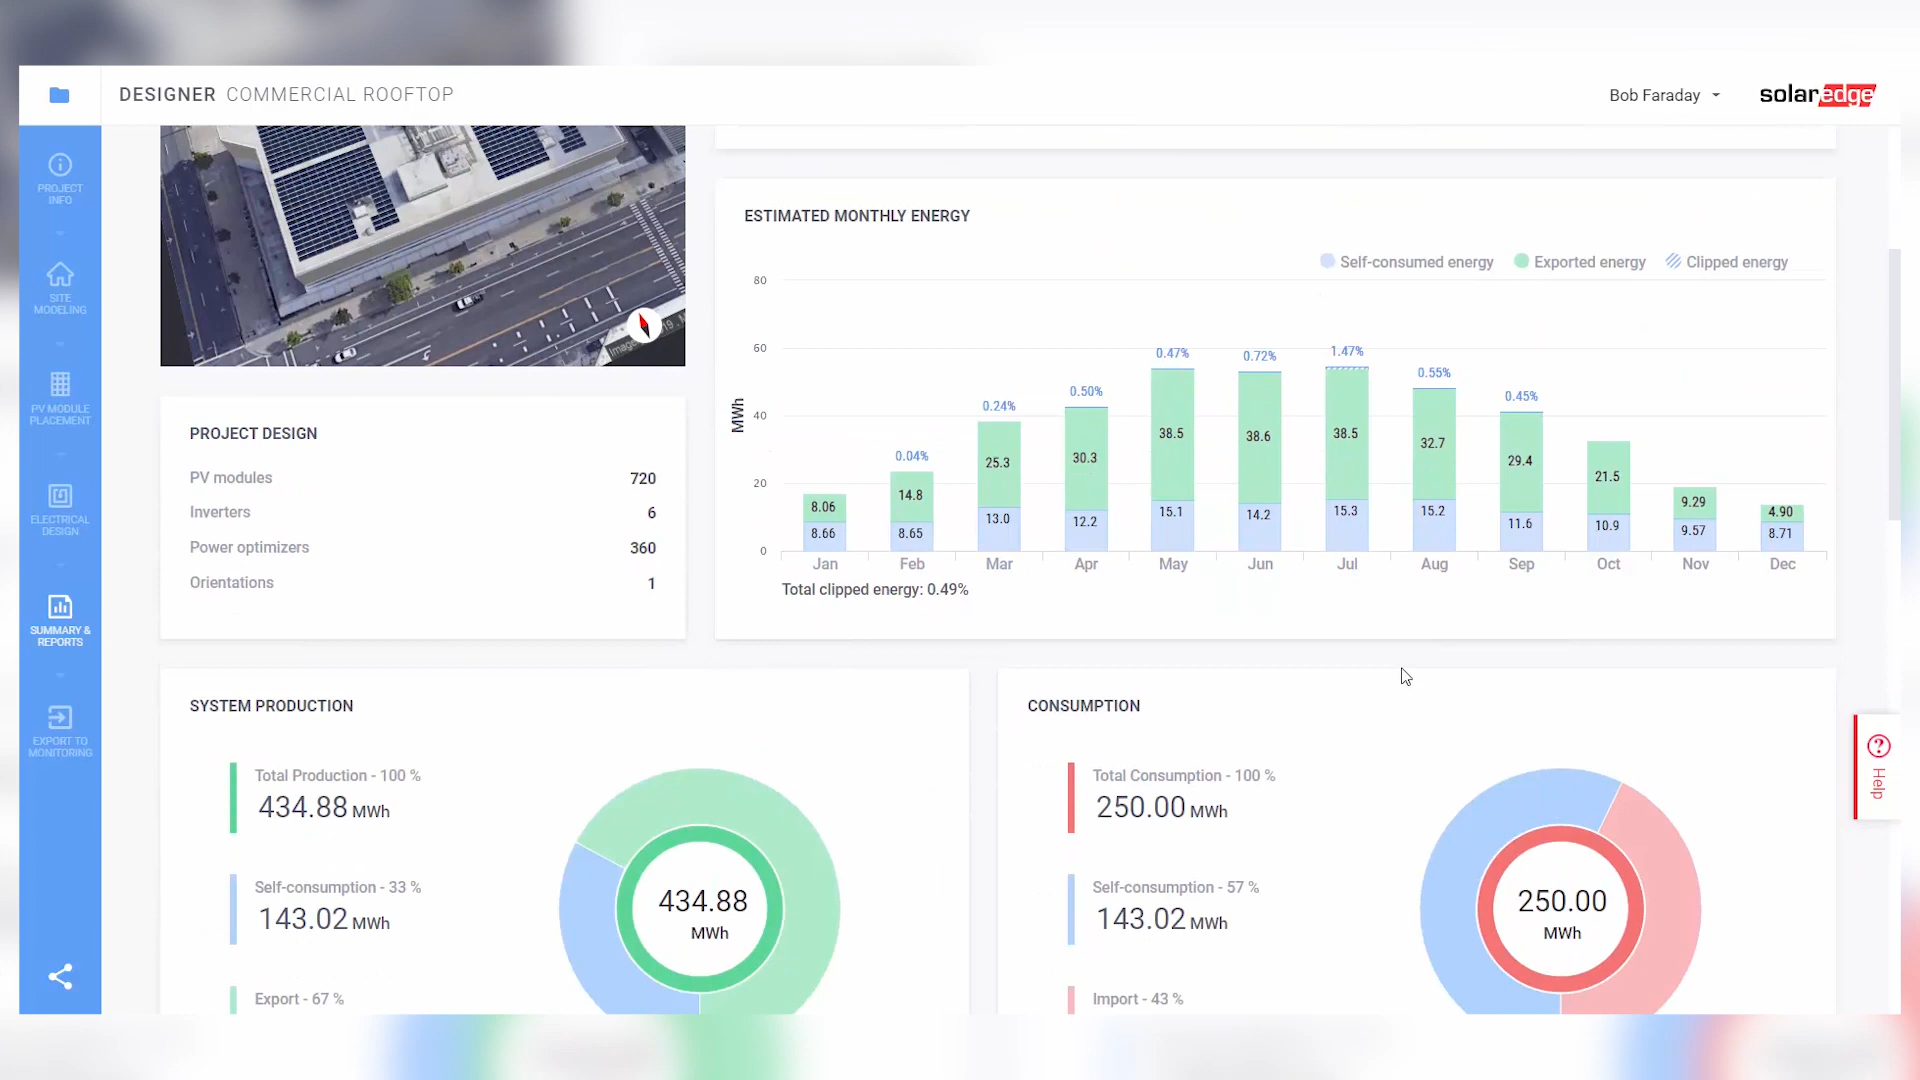 DESIGNER COMMERCIAL ROOFTOP
Bob Faraday
solaredge
PROJECT
INFO
SITE
MODELING
PV MODULE
PLACEMENT
ELECTRICAL
DESIGN
SUMMARY &
REPORTS
EXPORT TO
MONITORING
PROJECT DESIGN
PV modules 720
Inverters 6
Power optimizers 360
Orientations 1
ESTIMATED MONTHLY ENERGY
Self-consumed energy Exported energy Clipped energy
MWh
80
60
40
20
0
0.04% 0.24% 0.50% 0.47% 0.72% 1.47% 0.55% 0.45%
8.06 14.8 25.3 30.3 38.5 38.6 38.5 32.7 29.4 21.5 9.29 4.90
8.66 8.65 13.0 12.2 15.1 14.2 15.3 15.2 11.6 10.9 9.57 8.71
Jan Feb Mar Apr May Jun Jul Aug Sep Oct Nov Dec
Total clipped energy: 0.49%
SYSTEM PRODUCTION
Total Production - 100 %
434.88 MWh
Self-consumption - 33 %
143.02 MWh
Export - 67 %
434.88
MWh
CONSUMPTION
Total Consumption - 100 %
250.00 MWh
Self-consumption - 57 %
143.02 MWh
Import - 43 %
250.00
MWh
Help